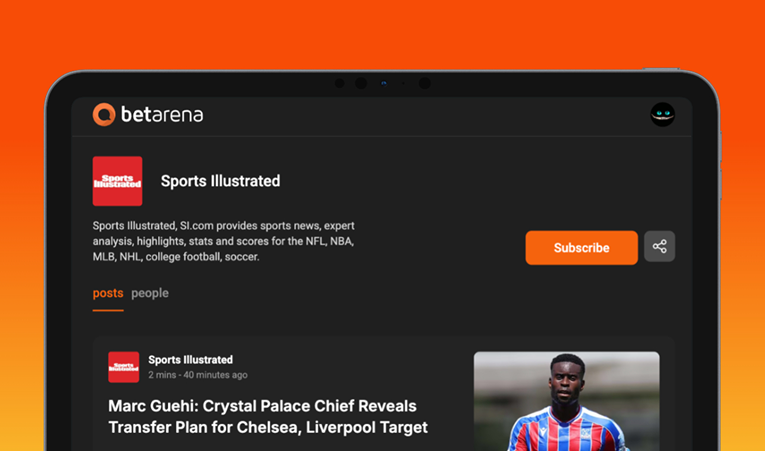 betarena
Sports
Illustrated
Sports Illustrated
Sports Illustrated, SI.com provides sports news, expert
analysis, highlights, stats and scores for the NFL, NBA,
MLB, NHL, college football, soccer.
Subscribe
posts people
Sports
Illustrated
Sports Illustrated
2 mins - 40 minutes ago
Marc Guehi: Crystal Palace Chief Reveals
Transfer Plan for Chelsea, Liverpool Target